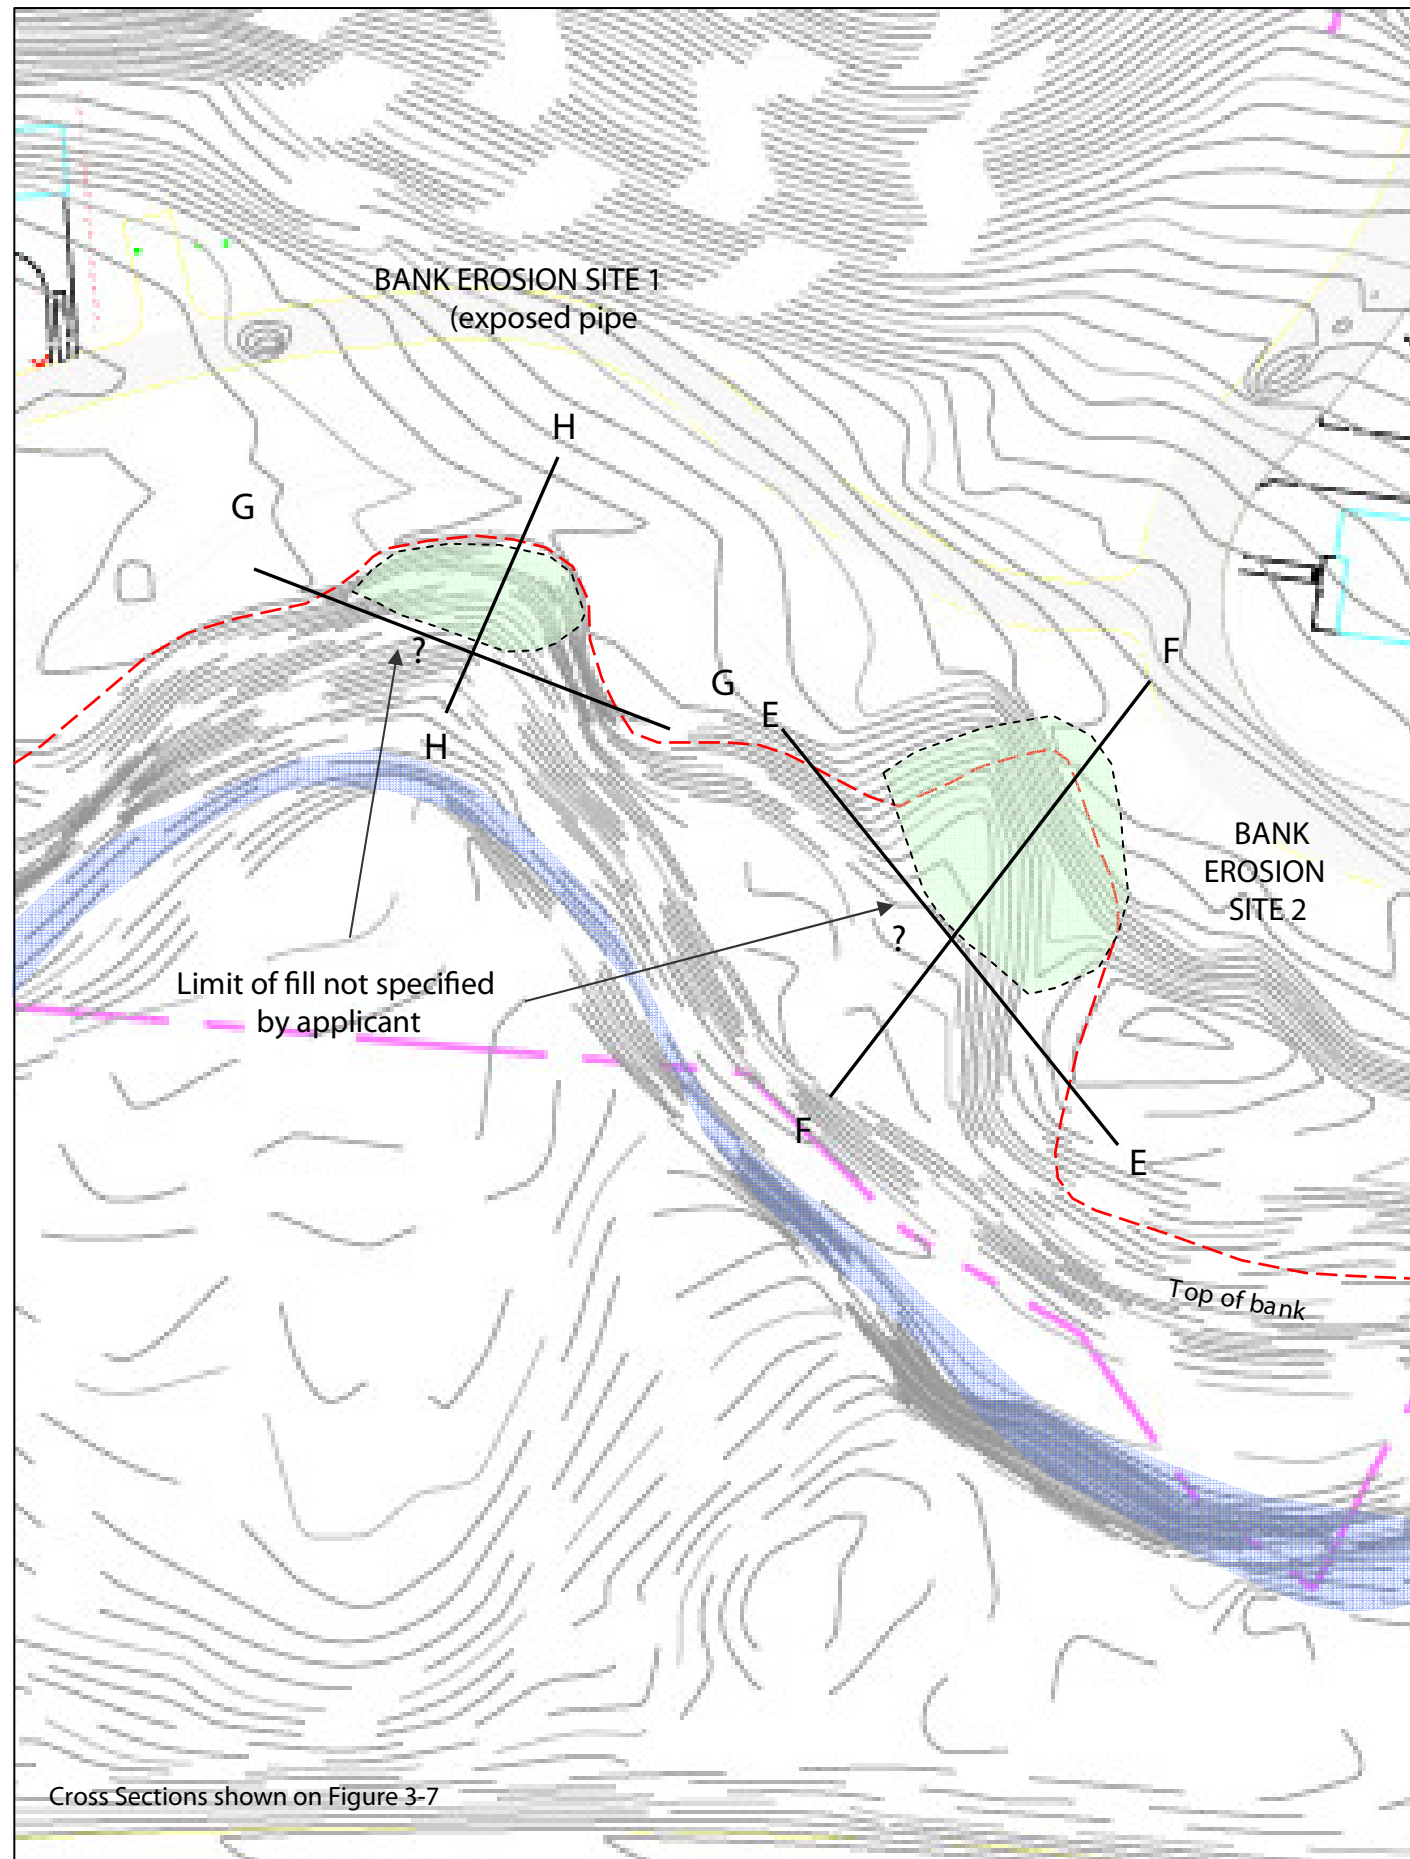 BANK EROSION SITE 1
(exposed pipe
H
G
?
G
H
E
F
BANK
EROSION
SITE 2
?
Limit of fill not specified
by applicant
F
E
Top of bank
Cross Sections shown on Figure 3-7